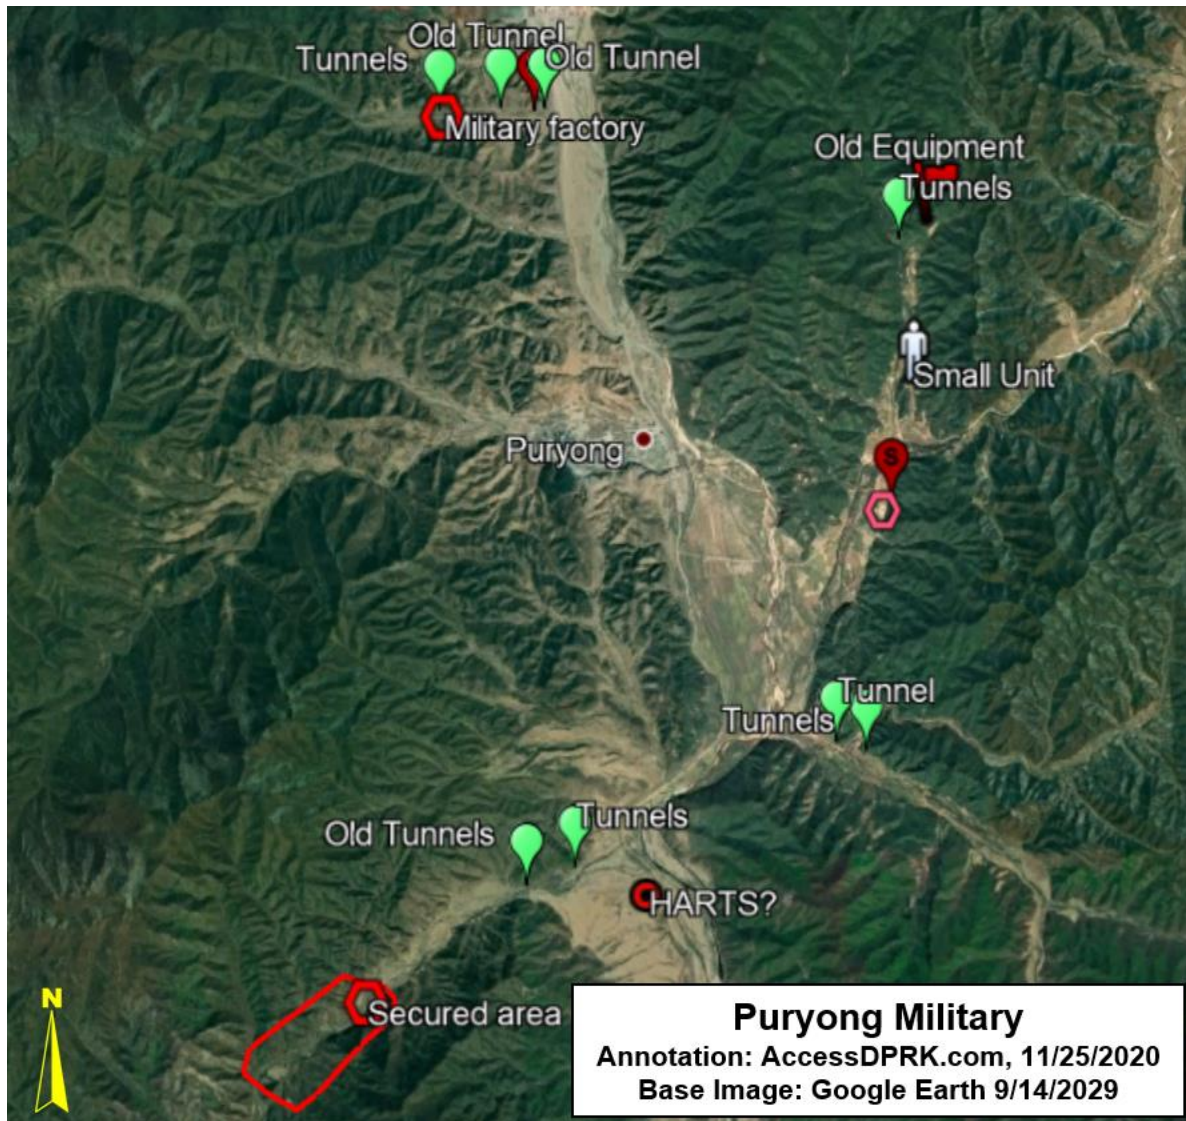 Old Tunnel
Tunnels
Old Tunnel
Military factory
Old Equipment
Tunnels
Small Unit
Puryong
S
Tunnel
Tunnels
Tunnels
Old Tunnels
HARTS?
Secured area
N
Puryong Military
Annotation: AccessDPRK.com, 11/25/2020
Base Image: Google Earth 9/14/2029